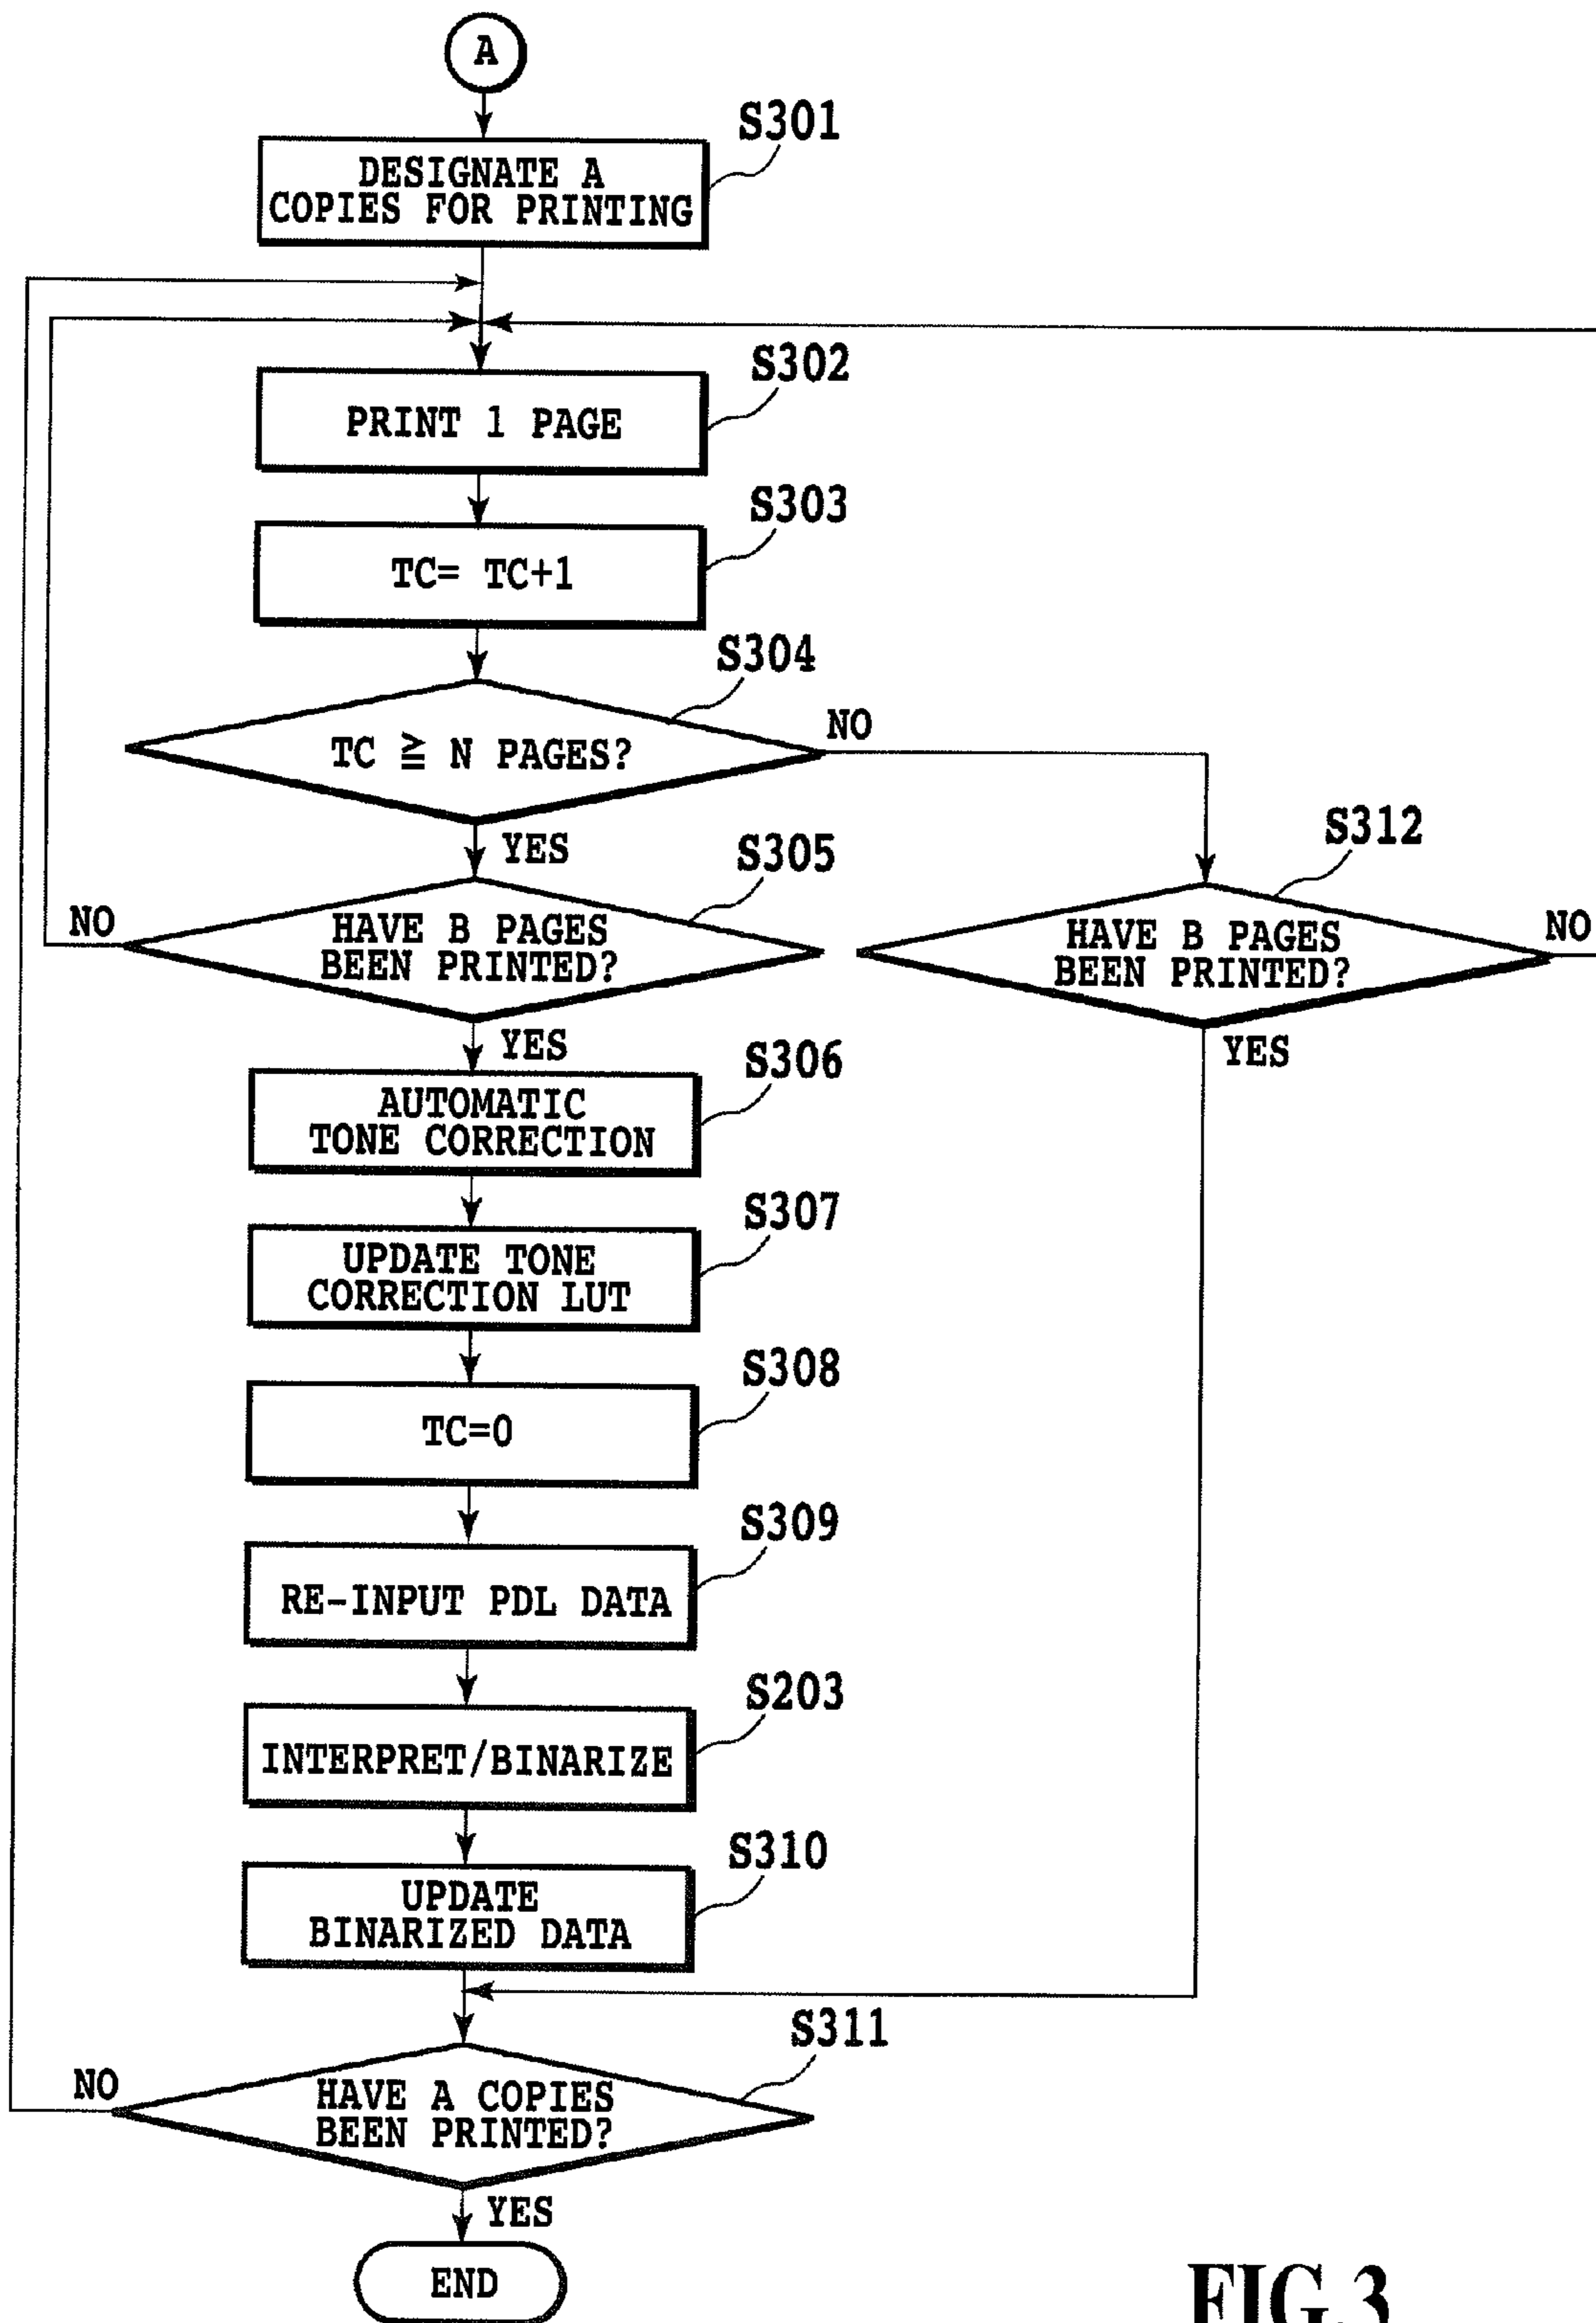 A
S301
DESIGNATE A
COPIES FOR PRINTING
S302
PRINT 1 PAGE
S303
TC= TC+1
S304
TC ≧ N PAGES?
NO
YES
S305
HAVE B PAGES
BEEN PRINTED?
NO
YES
S312
HAVE B PAGES
BEEN PRINTED?
NO
YES
S306
AUTOMATIC
TONE CORRECTION
S307
UPDATE TONE
CORRECTION LUT
S308
TC=0
S309
RE-INPUT PDL DATA
S203
INTERPRET/BINARIZE
S310
UPDATE
BINARIZED DATA
S311
HAVE A COPIES
BEEN PRINTED?
NO
YES
END
FIG.3